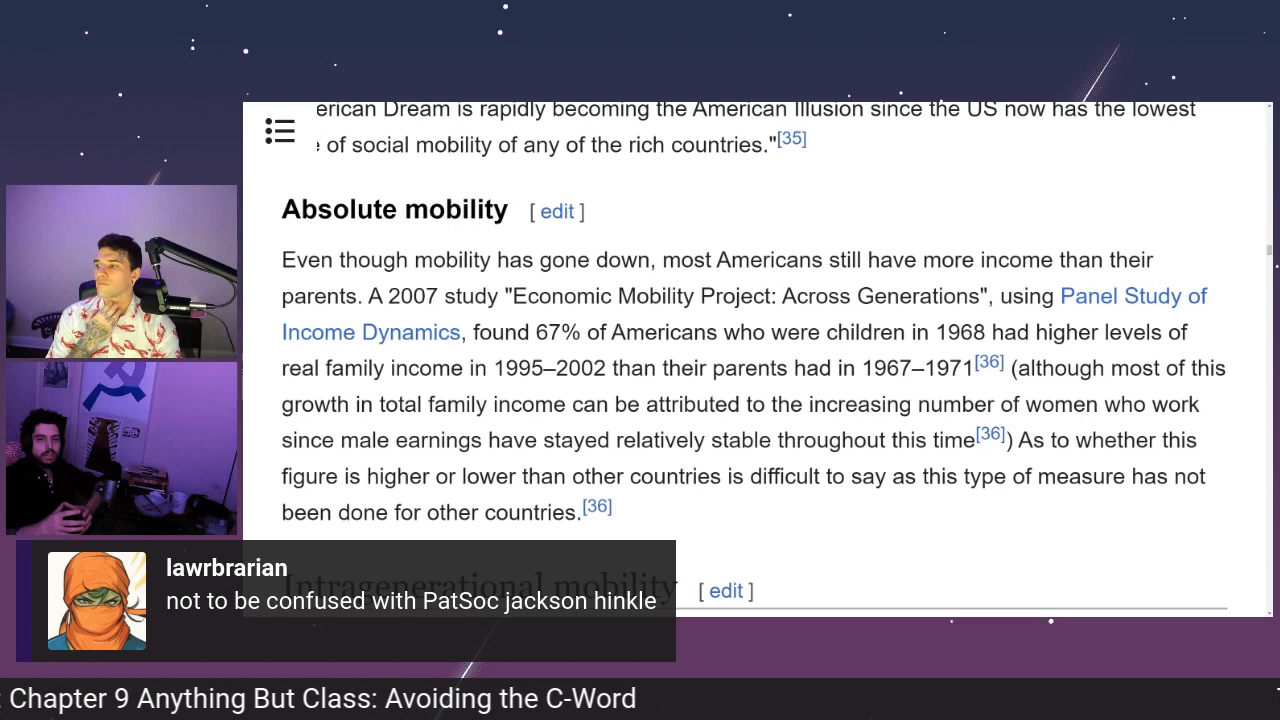 erican Dream is rapidly becoming the American Illusion since the US now has the lowest
e of social mobility of any of the rich countries."[35]
Absolute mobility [ edit ]
Even though mobility has gone down, most Americans still have more income than their
parents. A 2007 study "Economic Mobility Project: Across Generations", using Panel Study of
Income Dynamics, found 67% of Americans who were children in 1968 had higher levels of
real family income in 1995–2002 than their parents had in 1967–1971[36] (although most of this
growth in total family income can be attributed to the increasing number of women who work
since male earnings have stayed relatively stable throughout this time[36]) As to whether this
figure is higher or lower than other countries is difficult to say as this type of measure has not
been done for other countries.[36]
Intragenerational mobility [ edit ]
lawrbrarian
not to be confused with PatSoc jackson hinkle
: Chapter 9 Anything But Class: Avoiding the C-Word